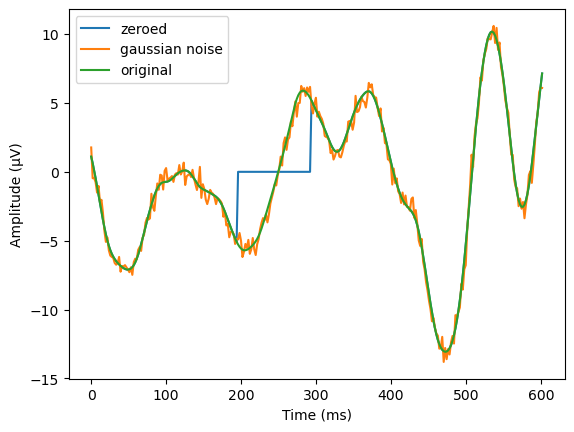 zeroed
gaussian noise
original
10
5
0
−5
−10
−15
Amplitude (μV)
0 100 200 300 400 500 600
Time (ms)